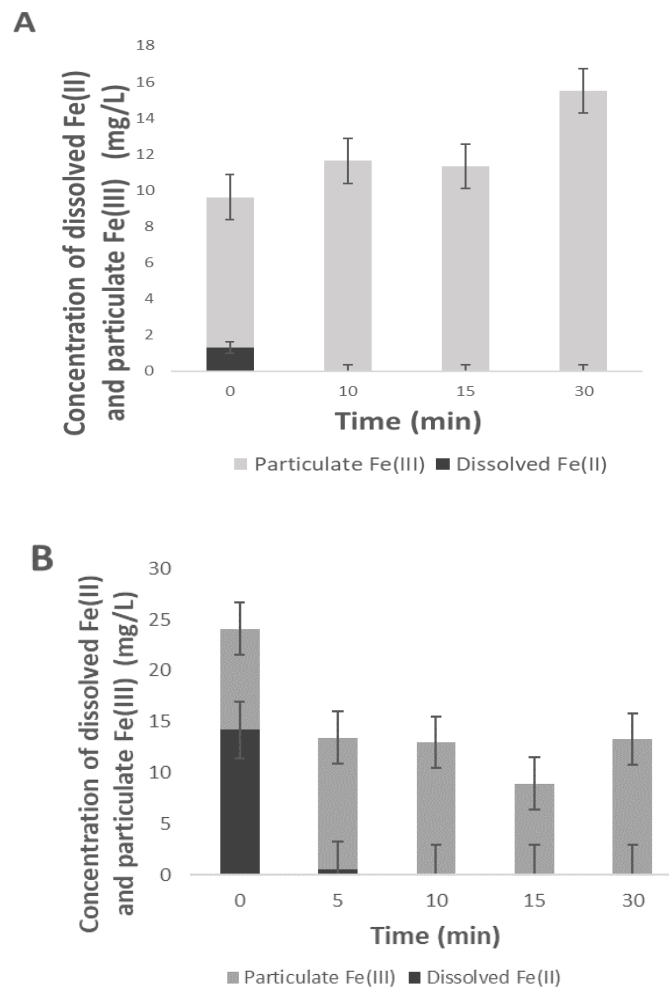 A
Concentration of dissolved Fe(II)
and particulate Fe(III) (mg/L)
18
16
14
12
10
8
6
4
2
0
0 10 15 30
Time (min)
Particulate Fe(III) Dissolved Fe(II)
B
Concentration of dissolved Fe(II)
and particulate Fe(III) (mg/L)
30
25
20
15
10
5
0
0 5 10 15 30
Time (min)
Particulate Fe(III) Dissolved Fe(II)